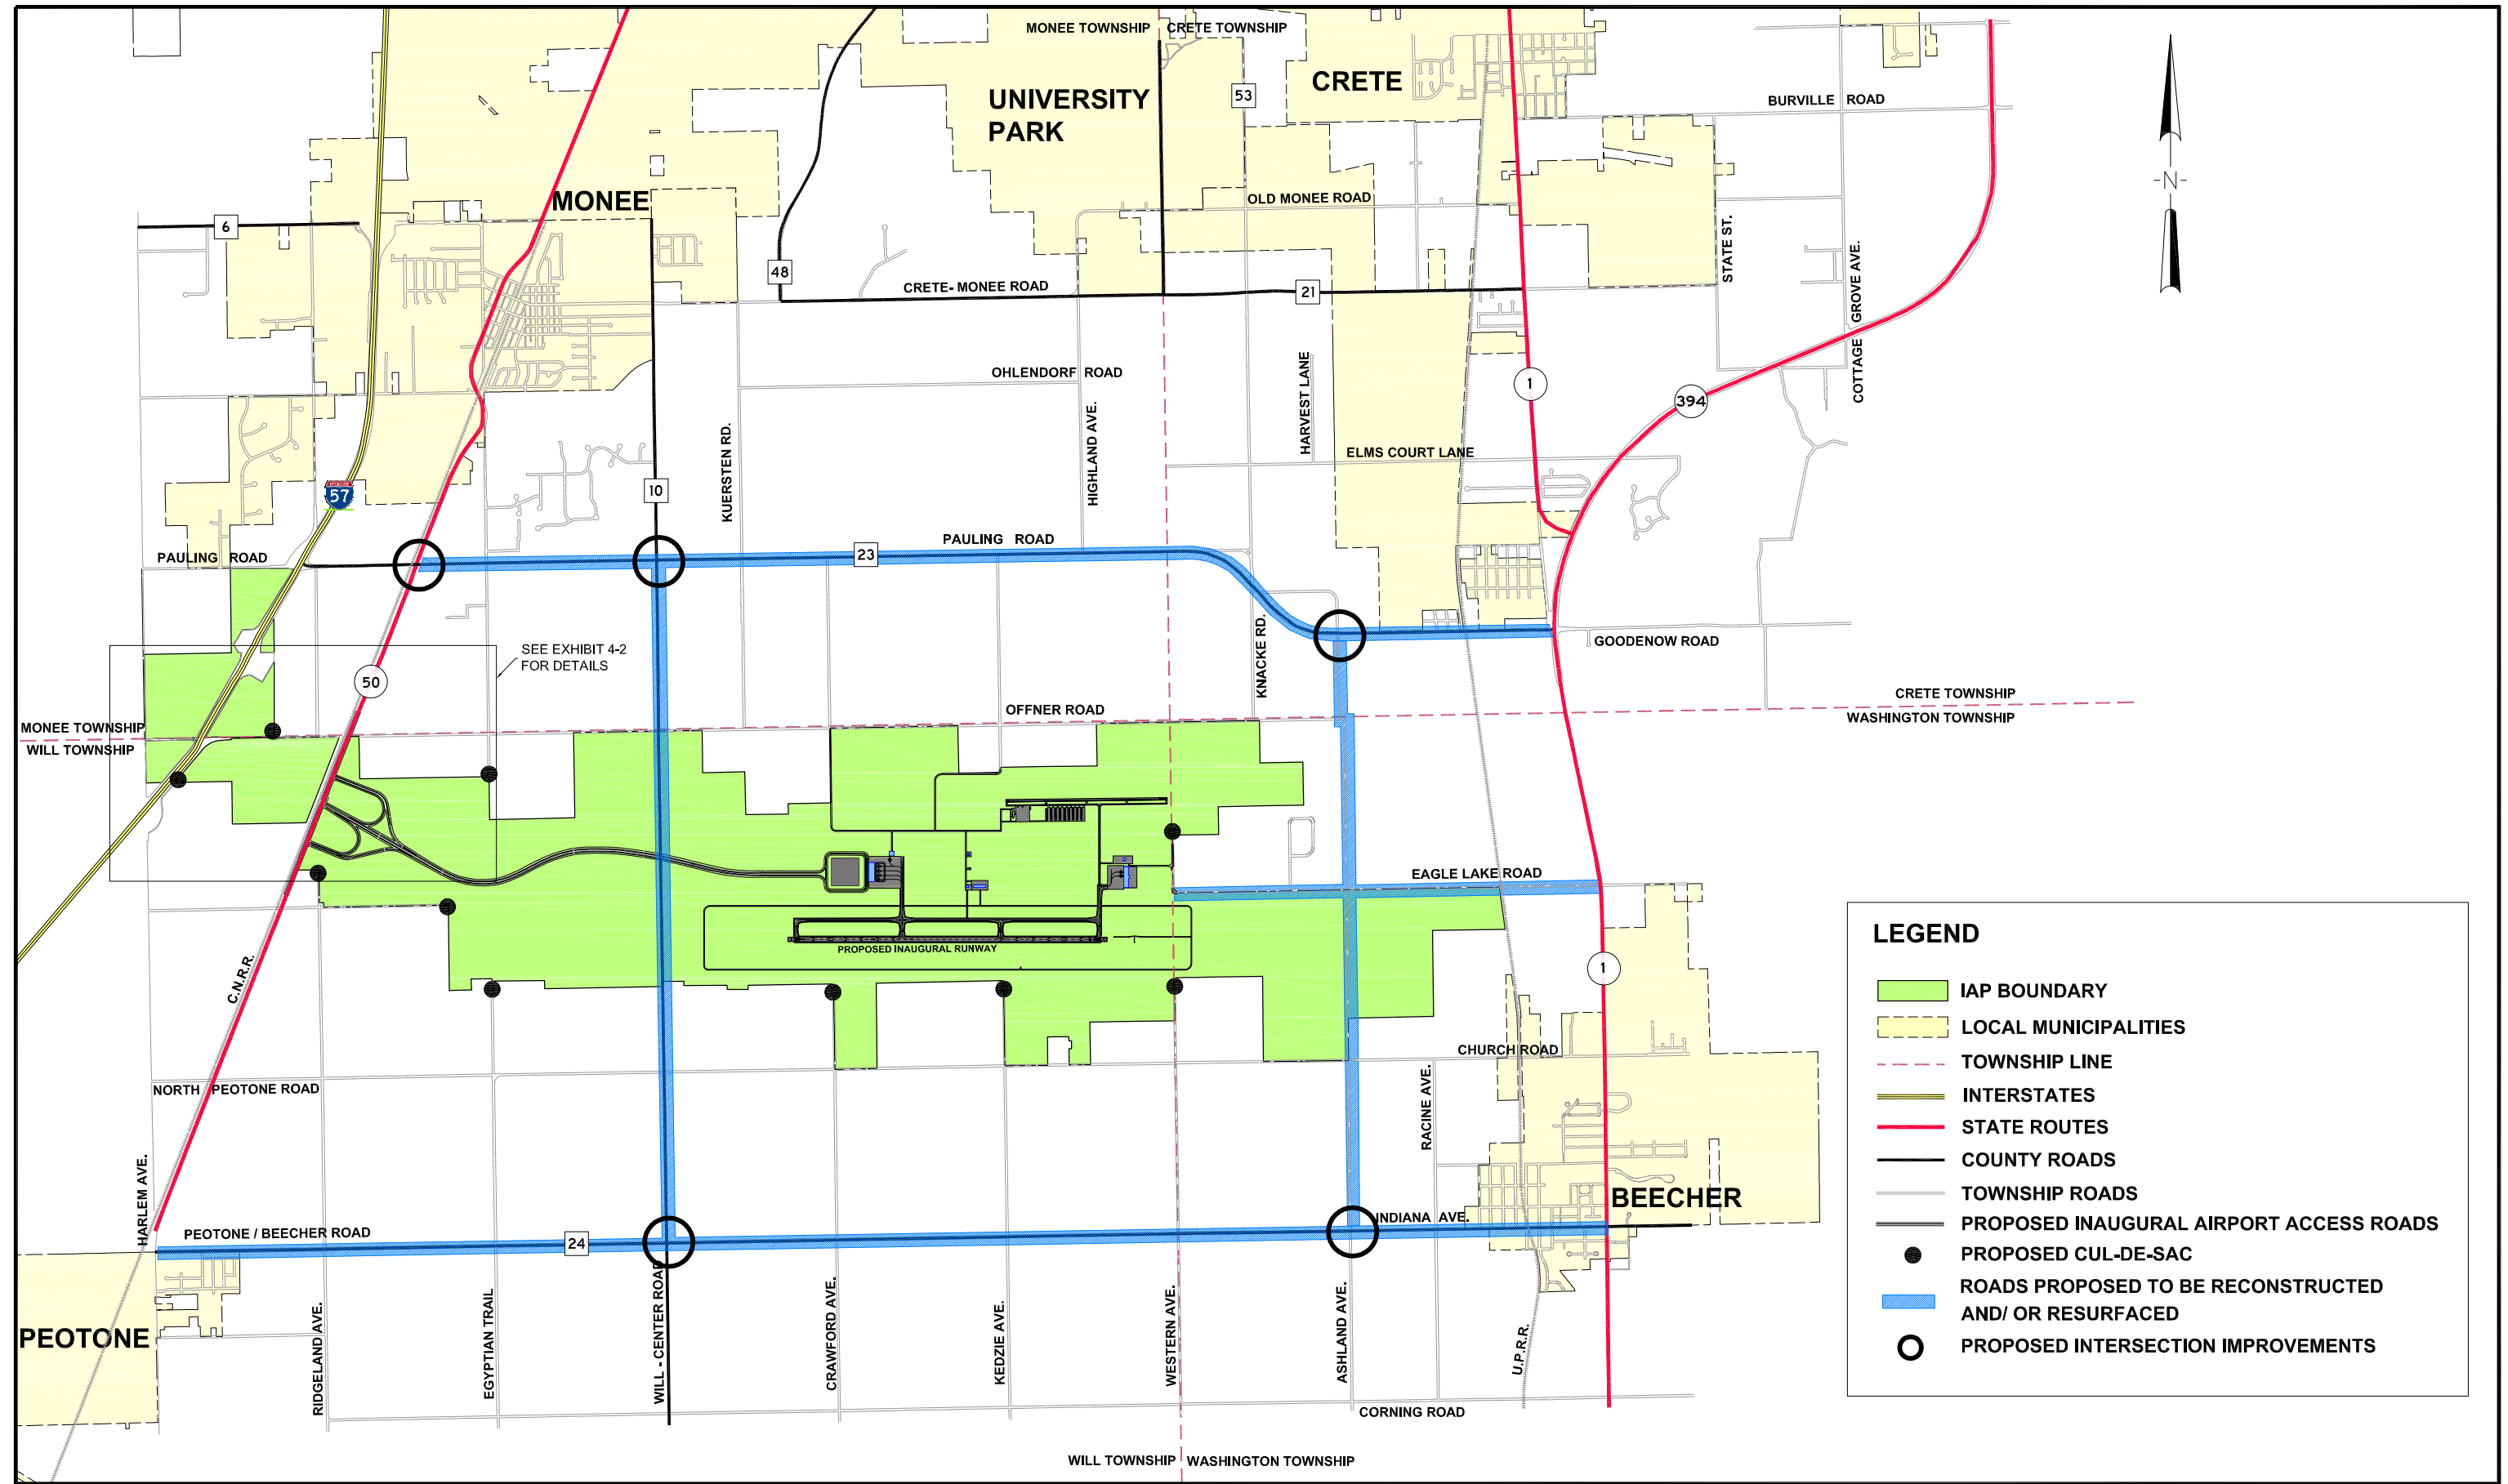 MONEE TOWNSHIP
CRETE TOWNSHIP
CRETE
UNIVERSITY
PARK
53
BURVILLE ROAD
N
MONEE
OLD MONEE ROAD
6
STATE ST.
48
CRETE- MONEE ROAD
21
COTTAGE GROVE AVE.
OHLENDORF ROAD
HARVEST LANE
1
394
HIGHLAND AVE.
KUERSTEN RD.
ELMS COURT LANE
57
10
PAULING ROAD
23
PAULING ROAD
KNACKE RD.
GOODENOW ROAD
SEE EXHIBIT 4-2
FOR DETAILS
50
OFFNER ROAD
CRETE TOWNSHIP
WASHINGTON TOWNSHIP
MONEE TOWNSHIP
WILL TOWNSHIP
EAGLE LAKE ROAD
PROPOSED INAUGURAL RUNWAY
C.N.R.R.
1
CHURCH ROAD
NORTH PEOTONE ROAD
RACINE AVE.
HARLEM AVE.
BEECHER
INDIANA AVE.
PEOTONE / BEECHER ROAD
24
PEOTONE
RIDGELAND AVE.
EGYPTIAN TRAIL
WILL - CENTER ROAD
CRAWFORD AVE.
KEDZIE AVE.
WESTERN AVE.
ASHLAND AVE.
U.P.R.R.
CORNING ROAD
WILL TOWNSHIP
WASHINGTON TOWNSHIP
LEGEND
IAP BOUNDARY
LOCAL MUNICIPALITIES
TOWNSHIP LINE
INTERSTATES
STATE ROUTES
COUNTY ROADS
TOWNSHIP ROADS
PROPOSED INAUGURAL AIRPORT ACCESS ROADS
PROPOSED CUL-DE-SAC
ROADS PROPOSED TO BE RECONSTRUCTED
AND/ OR RESURFACED
PROPOSED INTERSECTION IMPROVEMENTS